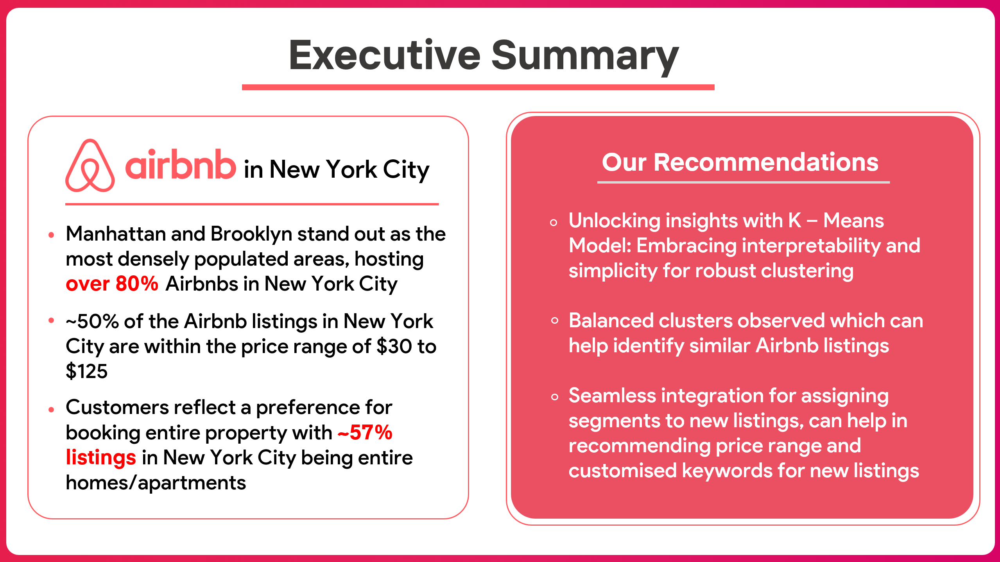 Executive Summary
airbnb in New York City
• Manhattan and Brooklyn stand out as the
most densely populated areas, hosting
over 80% Airbnbs in New York City
• ~50% of the Airbnb listings in New York
City are within the price range of $30 to
$125
• Customers reflect a preference for
booking entire property with ~57%
listings in New York City being entire
homes/apartments
Our Recommendations
○ Unlocking insights with K – Means
Model: Embracing interpretability and
simplicity for robust clustering
○ Balanced clusters observed which can
help identify similar Airbnb listings
○ Seamless integration for assigning
segments to new listings, can help in
recommending price range and
customised keywords for new listings